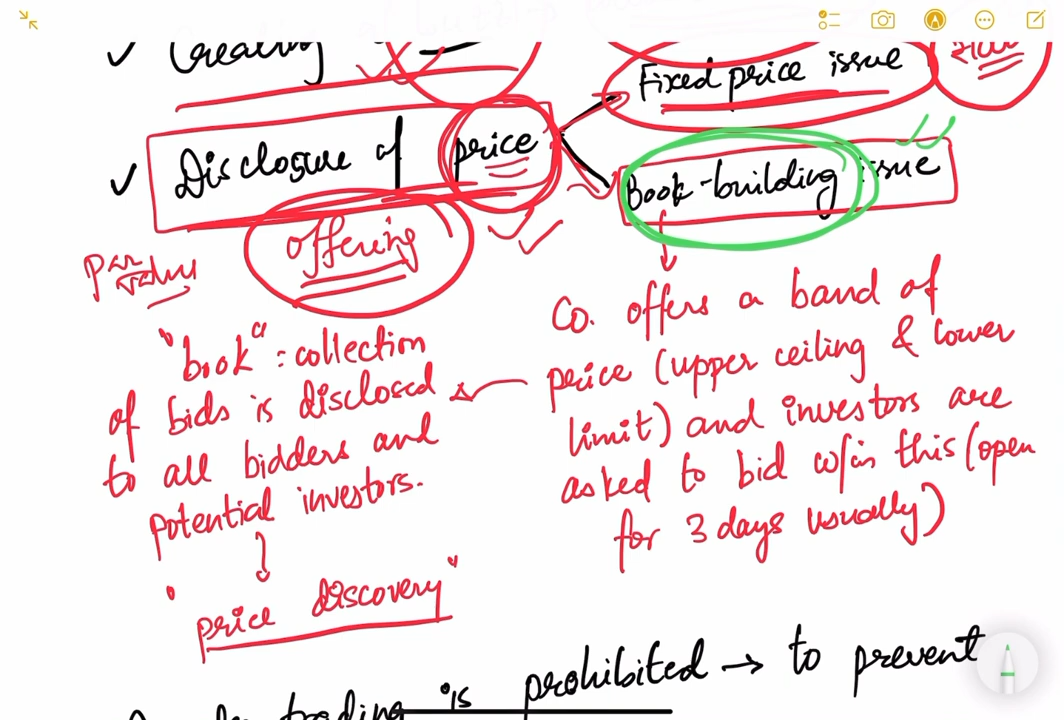 ✓ Creating
Fixed price issue
✓ Disclosure of price
Book-building issue
offering
Par value
Co. offers a band of
price (upper ceiling & lower
limit) and investors are
asked to bid w/in this (open
for 3 days usually)
"book" : collection
of bids is disclosed
to all bidders and
potential investors.
"price discovery"
trading is prohibited → to prevent